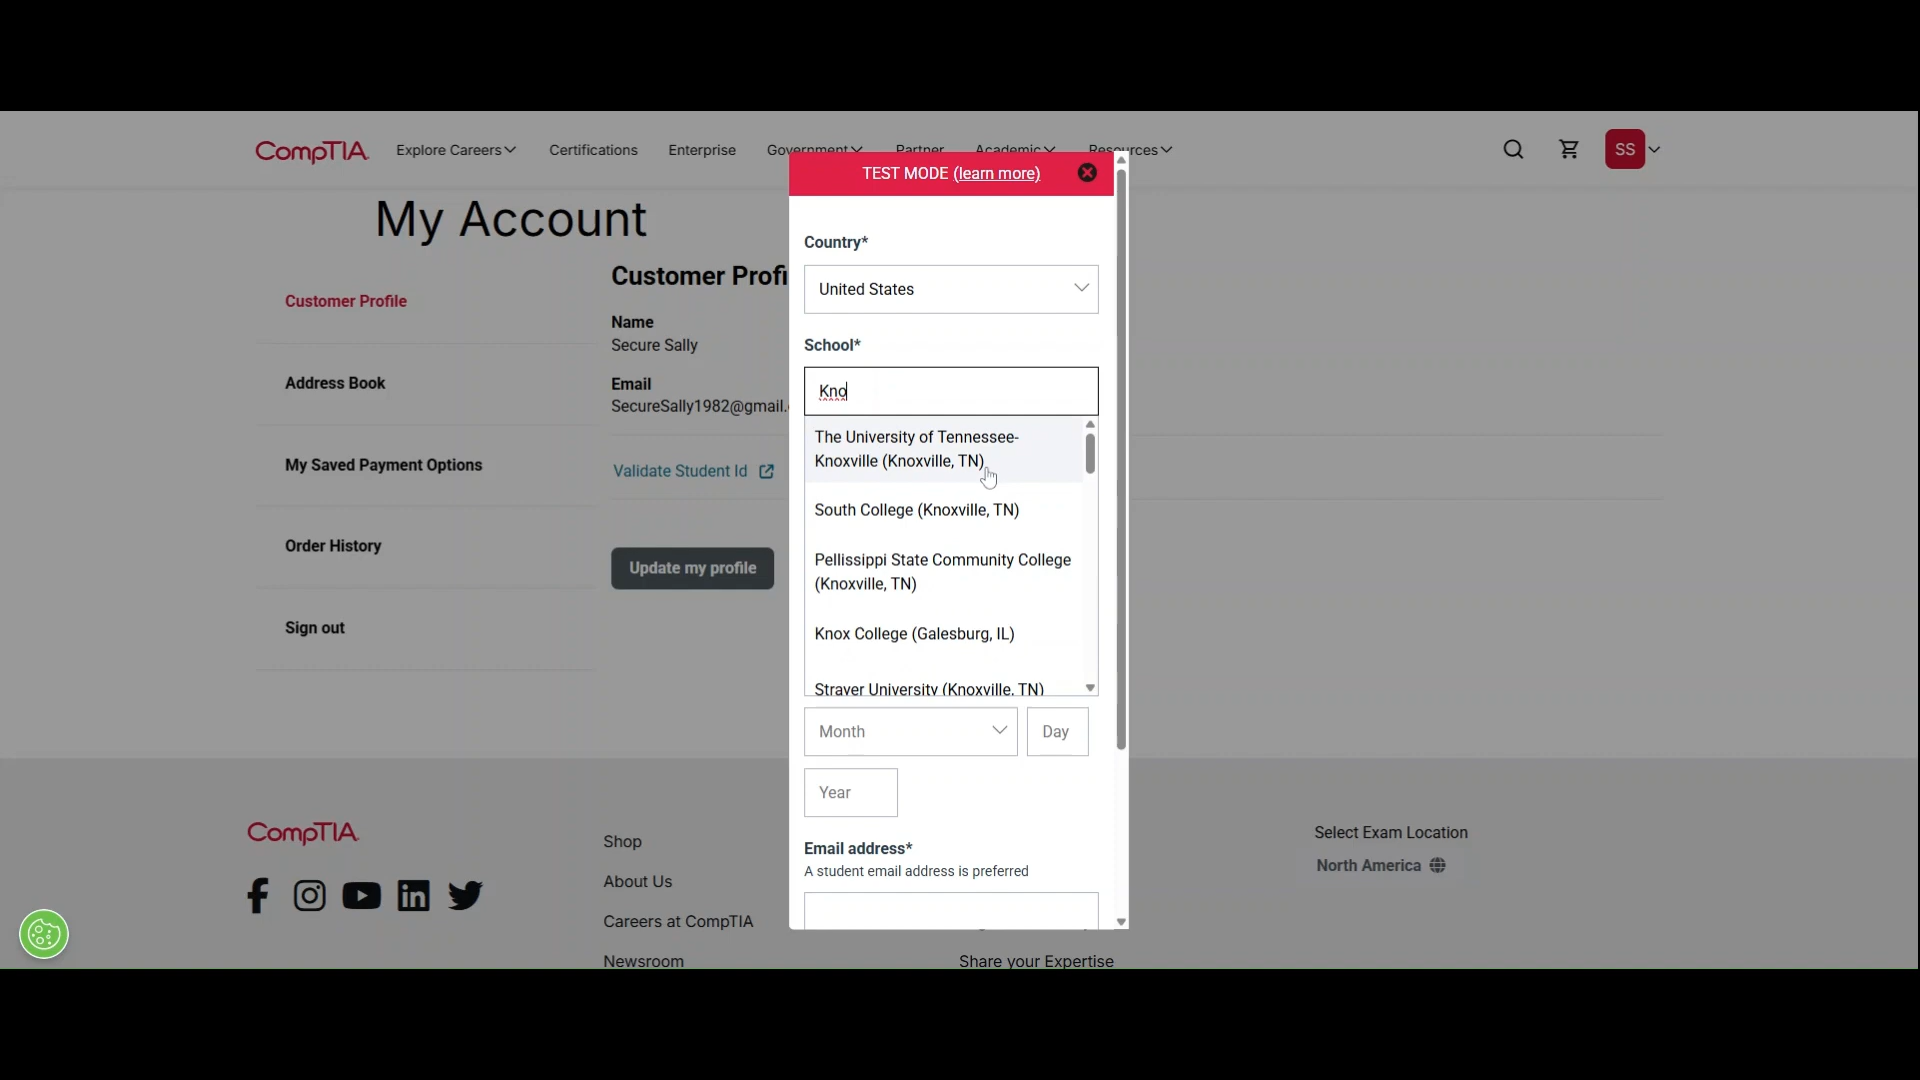 CompTIA
Explore Careers
Certifications
Enterprise
Government
Partner
Academic
Resources
SS
TEST MODE (learn more)
My Account
Customer Profile
Address Book
My Saved Payment Options
Order History
Sign out
Customer Profi
Name
Secure Sally
Email
SecureSally1982@gmail.
Validate Student Id
Update my profile
Country*
United States
School*
Kno
The University of Tennessee-
Knoxville (Knoxville, TN)
South College (Knoxville, TN)
Pellissippi State Community College
(Knoxville, TN)
Knox College (Galesburg, IL)
Strayer University (Knoxville, TN)
Month
Day
Year
Email address*
A student email address is preferred
CompTIA.
Shop
About Us
Careers at CompTIA
Newsroom
Share your Expertise
Select Exam Location
North America